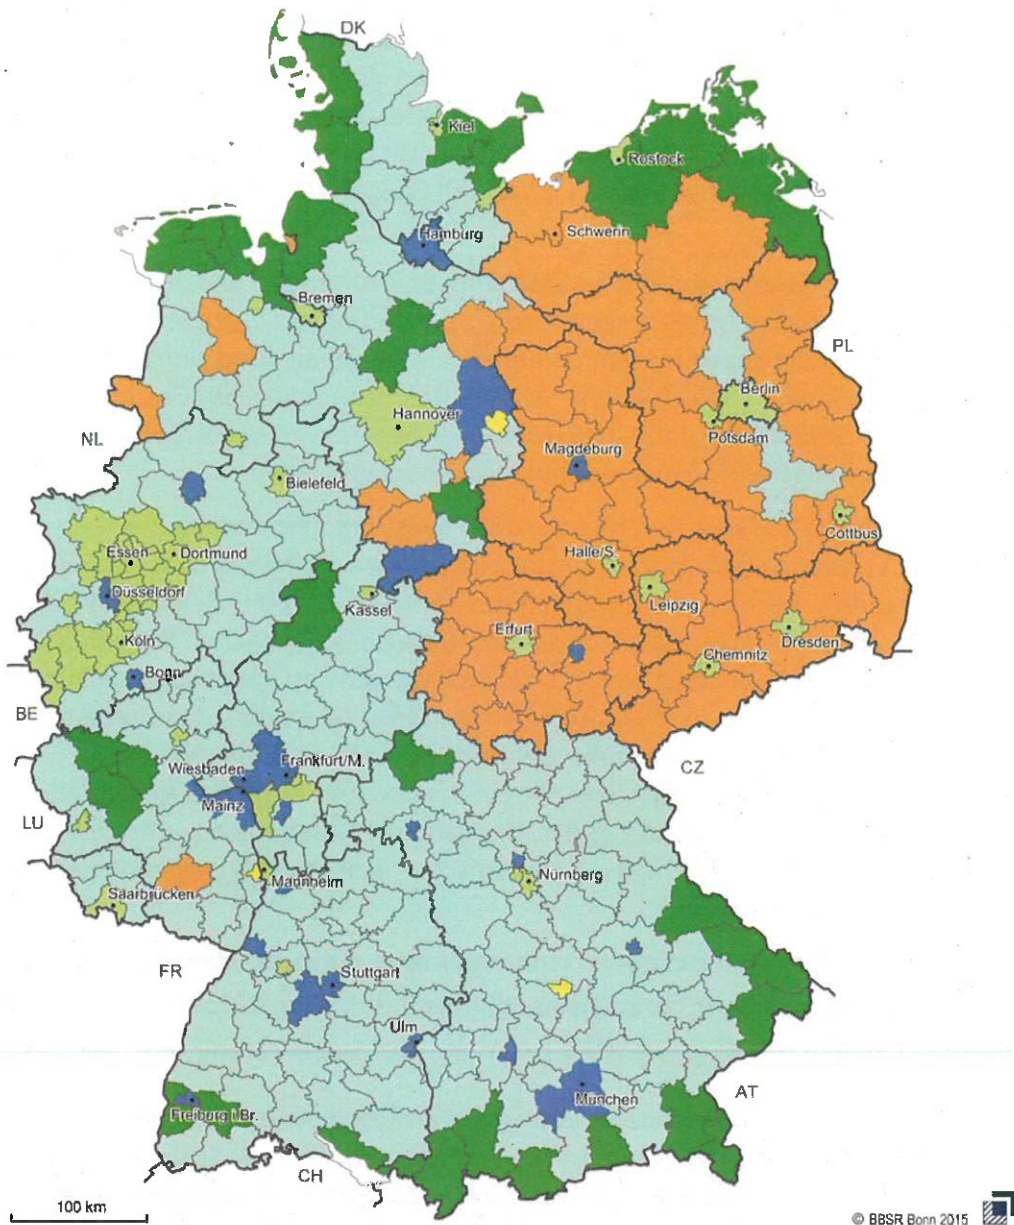 DK
Kiel
Rostock
Hamburg
Schwerin
Bremen
PL
Berlin
Hannover
Potsdam
NL
Magdeburg
Bielefeld
Cottbus
Essen
Dortmund
Halle/S.
Düsseldorf
Leipzig
Kassel
Erfurt
Köln
Dresden
Chemnitz
Bonn
BE
Frankfurt/M.
Wiesbaden
CZ
Mainz
LU
Nürnberg
Mannheim
Saarbrücken
FR
Stuttgart
Ulm
AT
München
Freiburg i.Br.
CH
100 km
© BBSR Bonn 2015